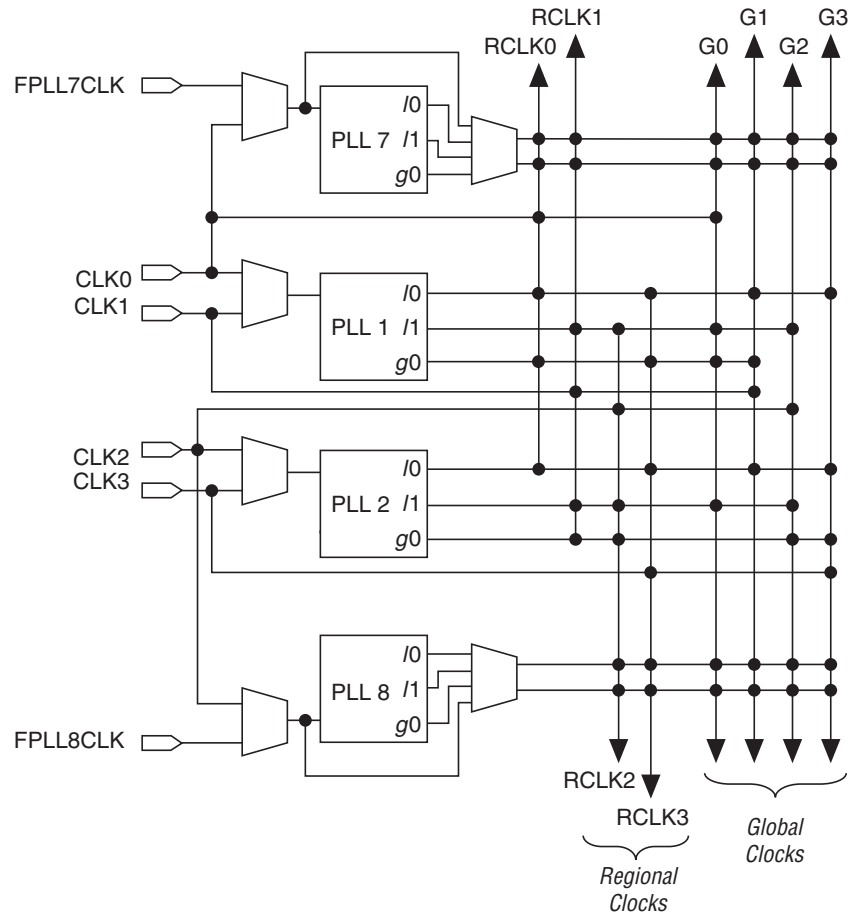 RCLK1 G1 G3
RCLK0 G0 G2
FPLL7CLK
PLL 7
l0
l1
g0
CLK0
CLK1
PLL 1
l0
l1
g0
CLK2
CLK3
PLL 2
l0
l1
g0
PLL 8
l0
l1
g0
FPLL8CLK
RCLK2
RCLK3
Global
Clocks
Regional
Clocks